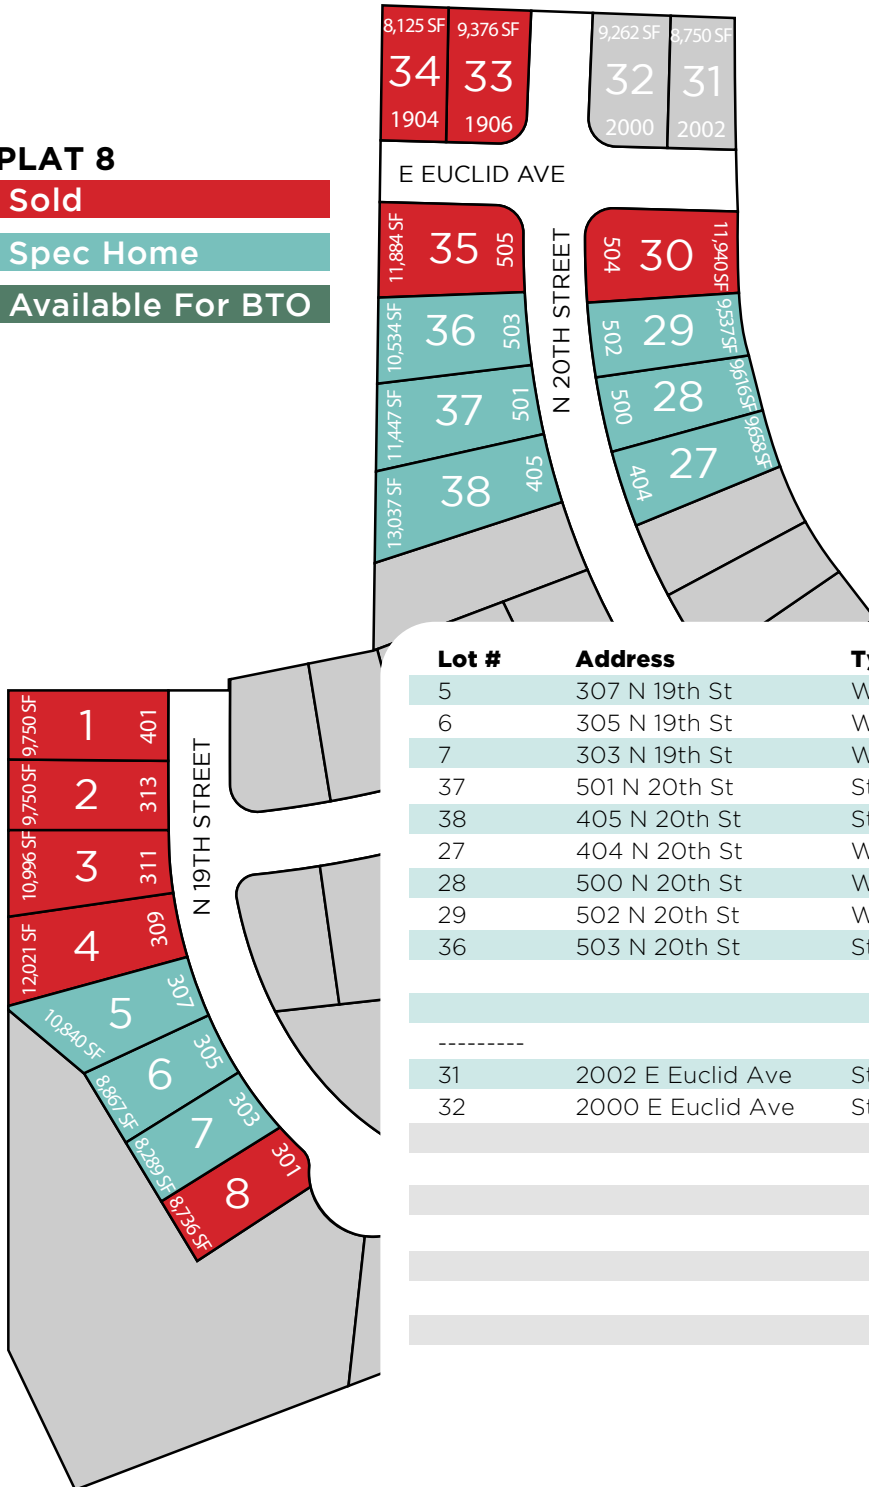 8,125 SF
34
1904
9,376 SF
33
1906
9,262 SF
32
2000
8,750 SF
31
2002
PLAT 8
Sold
Spec Home
Available For BTO
E EUCLID AVE
N 20TH STREET
11,884 SF 35 505
10,534 SF 36 503
11,447 SF 37 501
13,037 SF 38 405
504 30 11,940 SF
502 29 9,537 SF
500 28 9,616 SF
404 27 9,658 SF
N 19TH STREET
9,750 SF 1 401
9,750 SF 2 313
10,996 SF 3 311
12,021 SF 4 309
10,840 SF 5 307
8,867 SF 6 305
8,289 SF 7 303
8,736 SF 8 301
Lot # Address Ty
5 307 N 19th St W
6 305 N 19th St W
7 303 N 19th St W
37 501 N 20th St St
38 405 N 20th St St
27 404 N 20th St W
28 500 N 20th St W
29 502 N 20th St W
36 503 N 20th St St
---------
31 2002 E Euclid Ave St
32 2000 E Euclid Ave St